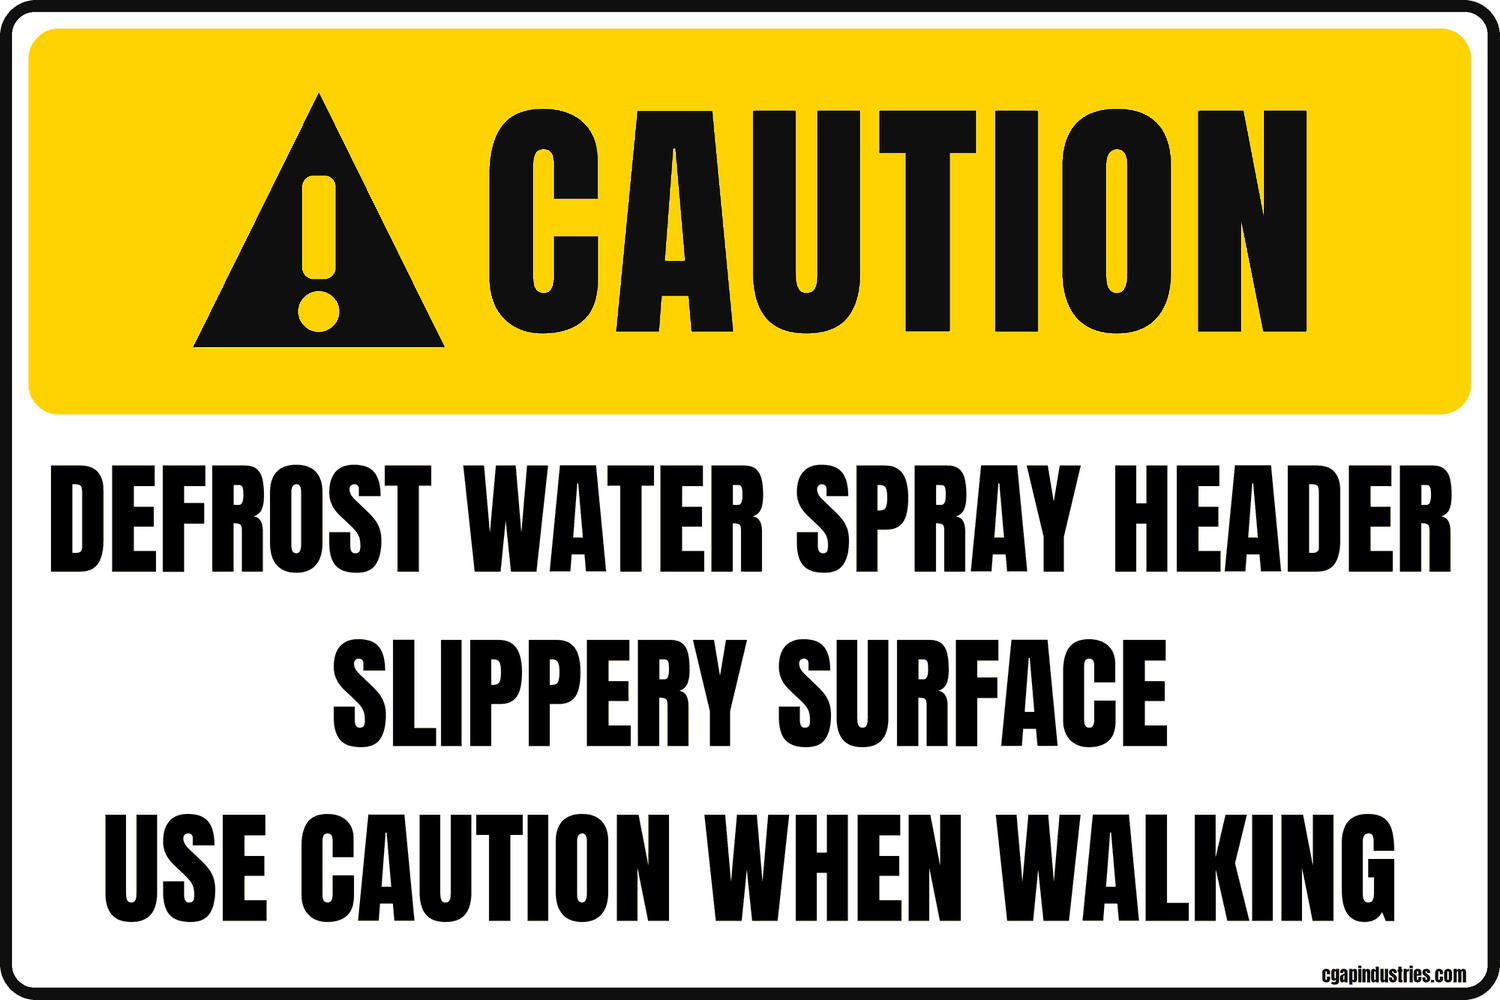 CAUTION
DEFROST WATER SPRAY HEADER
SLIPPERY SURFACE
USE CAUTION WHEN WALKING
cgapindustries.com